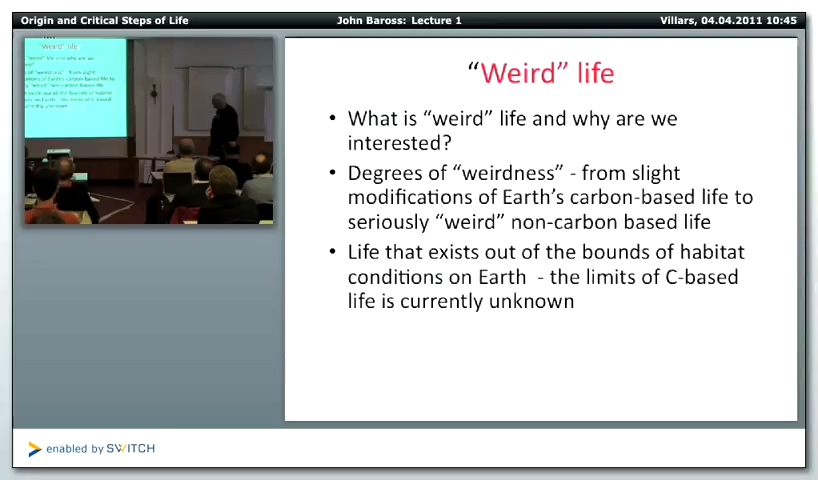 Origin and Critical Steps of Life
John Baross: Lecture 1
Villars, 04.04.2011 10:45
"Weird" life
“Weird” life
• What is “weird” life and why are we
interested?
• Degrees of “weirdness” - from slight
modifications of Earth’s carbon-based life to
seriously “weird” non-carbon based life
• Life that exists out of the bounds of habitat
conditions on Earth - the limits of C-based
life is currently unknown
enabled by SWITCH